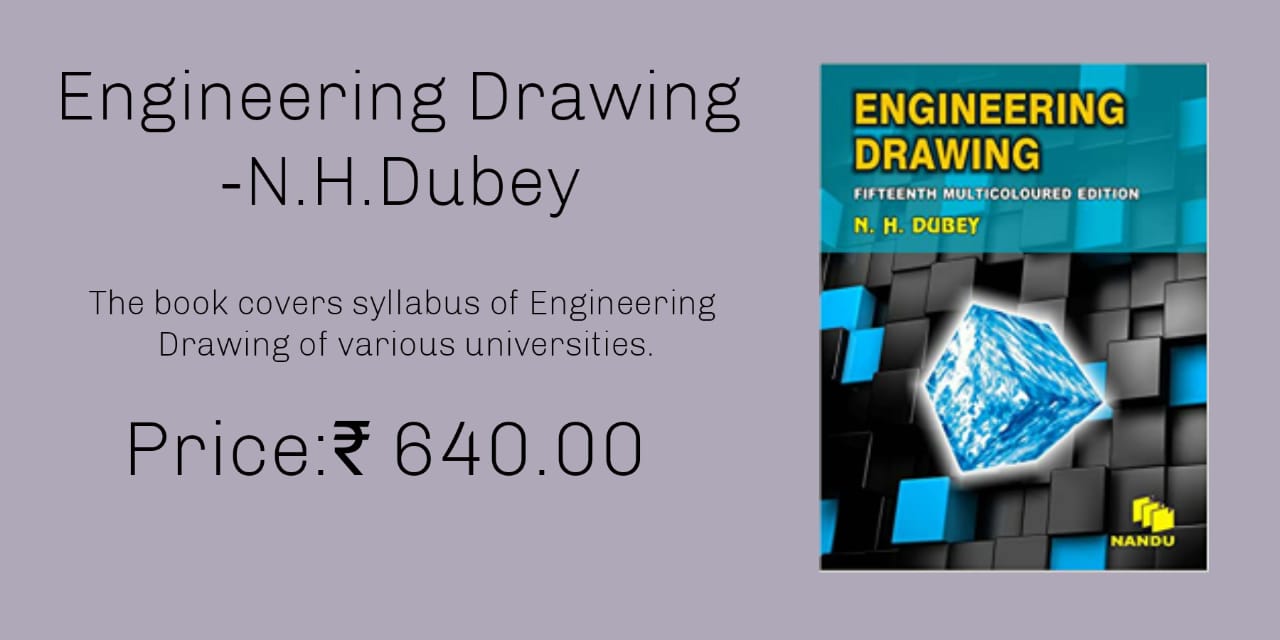 Engineering Drawing
-N.H.Dubey
The book covers syllabus of Engineering
Drawing of various universities.
Price:₹ 640.00
ENGINEERING
DRAWING
FIFTEENTH MULTICOLOURED EDITION
N. H. DUBEY
NANDU